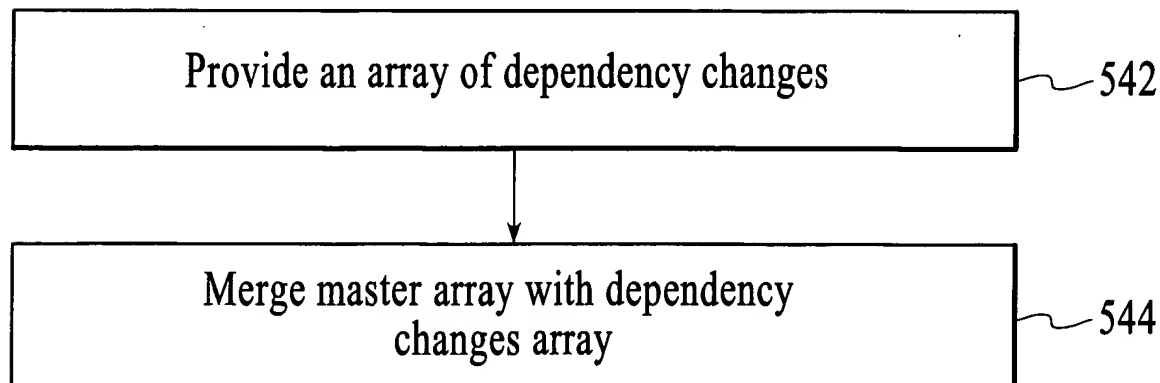 Provide an array of dependency changes
542
Merge master array with dependency
changes array
544